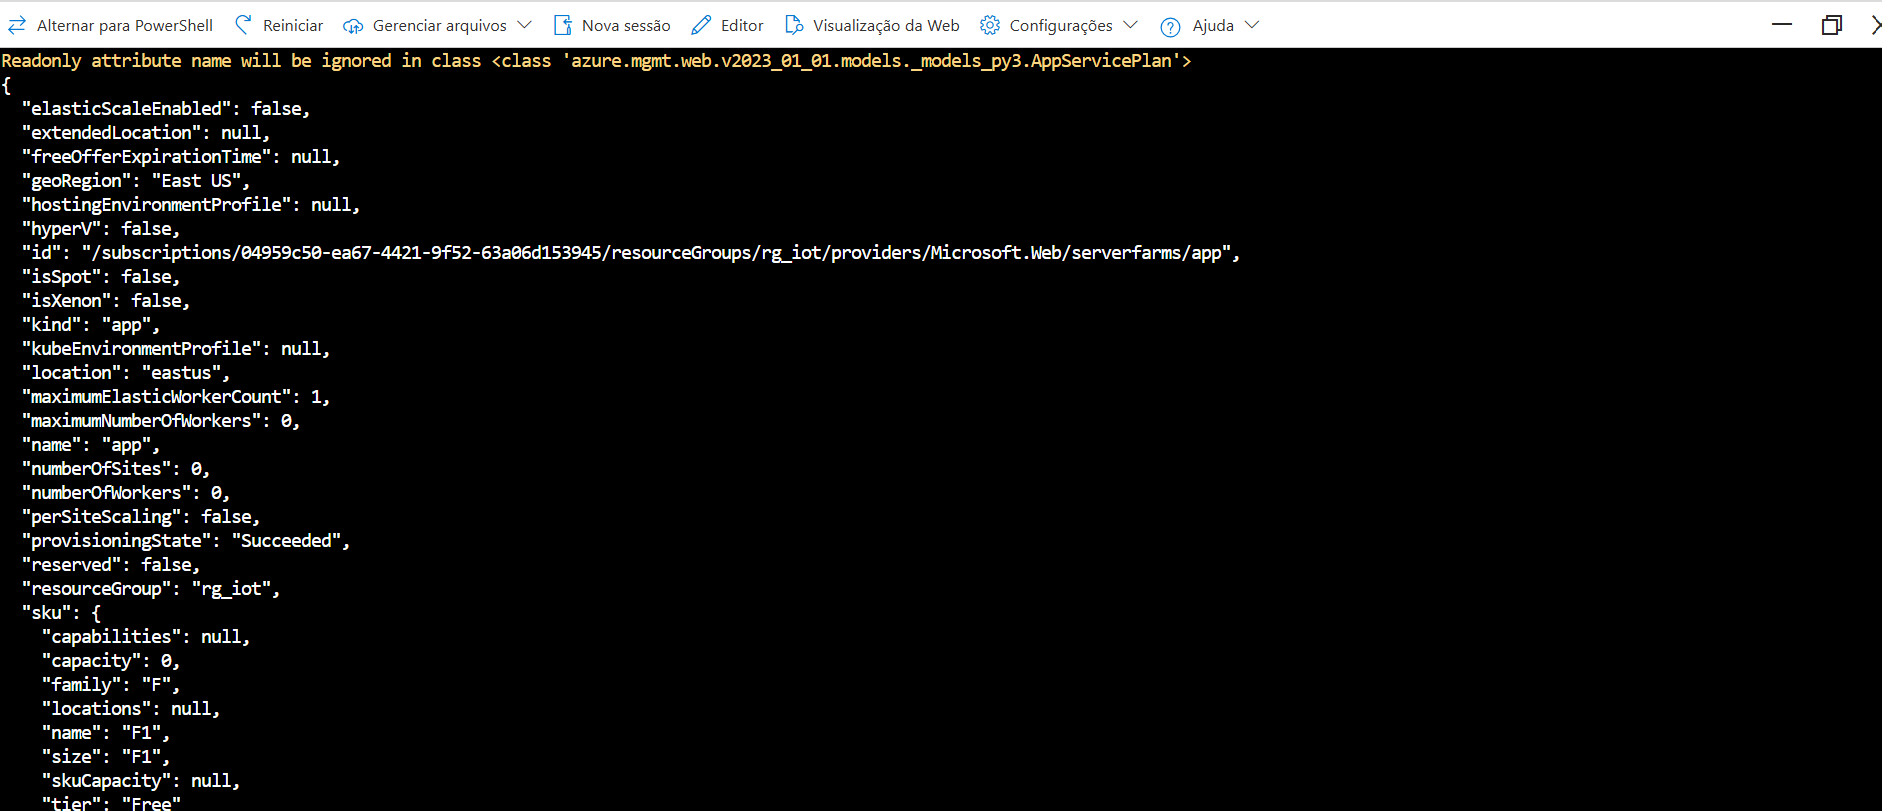 Alternar para PowerShell Reiniciar Gerenciar arquivos Nova sessão Editor Visualização da Web Configurações Ajuda
Readonly attribute name will be ignored in class <class 'azure.mgmt.web.v2023_01_01.models._models_py3.AppServicePlan'>
{
  "elasticScaleEnabled": false,
  "extendedLocation": null,
  "freeOfferExpirationTime": null,
  "geoRegion": "East US",
  "hostingEnvironmentProfile": null,
  "hyperV": false,
  "id": "/subscriptions/04959c50-ea67-4421-9f52-63a06d153945/resourceGroups/rg_iot/providers/Microsoft.Web/serverfarms/app",
  "isSpot": false,
  "isXenon": false,
  "kind": "app",
  "kubeEnvironmentProfile": null,
  "location": "eastus",
  "maximumElasticWorkerCount": 1,
  "maximumNumberOfWorkers": 0,
  "name": "app",
  "numberOfSites": 0,
  "numberOfWorkers": 0,
  "perSiteScaling": false,
  "provisioningState": "Succeeded",
  "reserved": false,
  "resourceGroup": "rg_iot",
  "sku": {
    "capabilities": null,
    "capacity": 0,
    "family": "F",
    "locations": null,
    "name": "F1",
    "size": "F1",
    "skuCapacity": null,
    "tier": "Free"